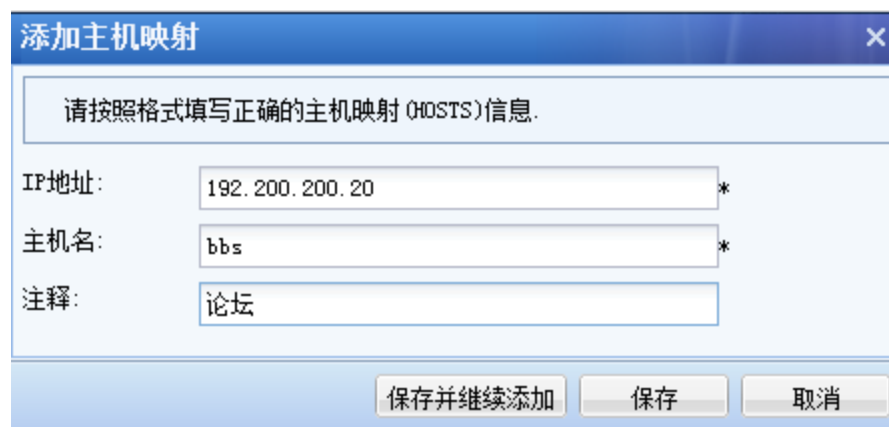 添加主机映射
请按照格式填写正确的主机映射(HOSTS)信息.
IP地址: 192.200.200.20 *
主机名: bbs *
注释: 论坛
保存并继续添加 保存 取消